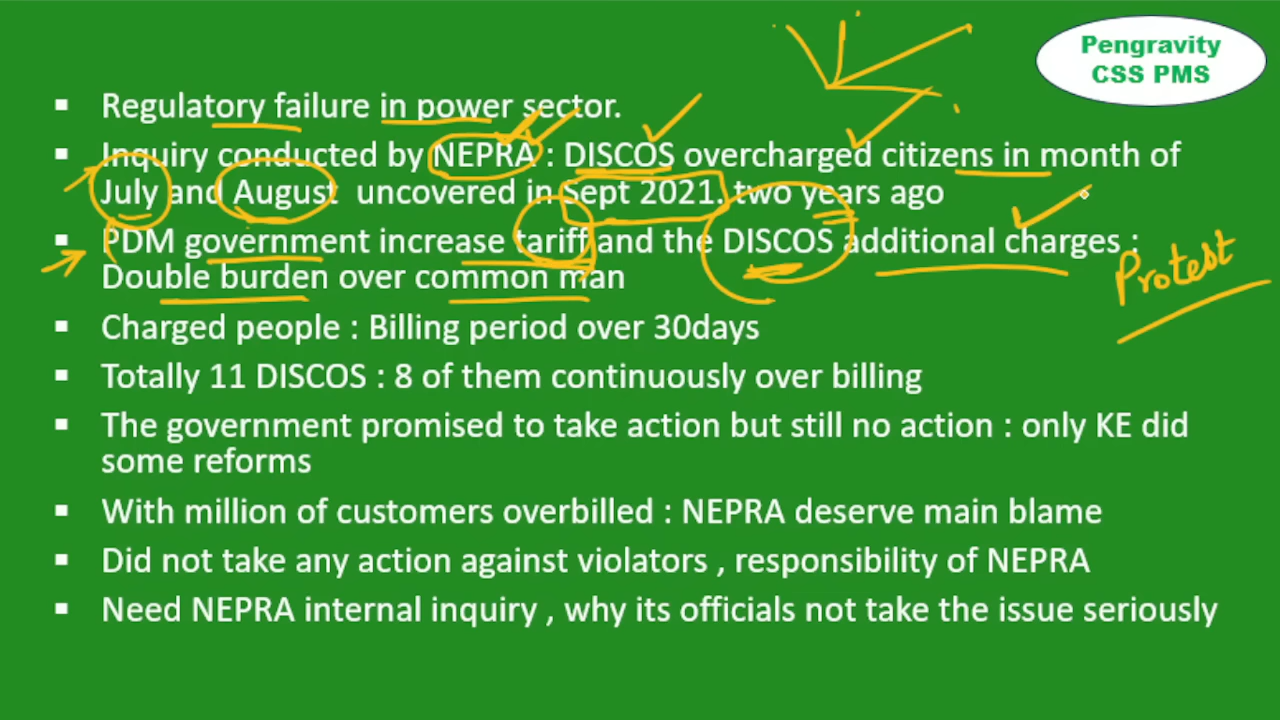 Pengravity
CSS PMS
▪ Regulatory failure in power sector.
▪ Inquiry conducted by NEPRA : DISCOS overcharged citizens in month of
July and August uncovered in Sept 2021. two years ago
▪ PDM government increase tariff and the DISCOS additional charges :
Double burden over common man
Protest
▪ Charged people : Billing period over 30days
▪ Totally 11 DISCOS : 8 of them continuously over billing
▪ The government promised to take action but still no action : only KE did
some reforms
▪ With million of customers overbilled : NEPRA deserve main blame
▪ Did not take any action against violators , responsibility of NEPRA
▪ Need NEPRA internal inquiry , why its officials not take the issue seriously